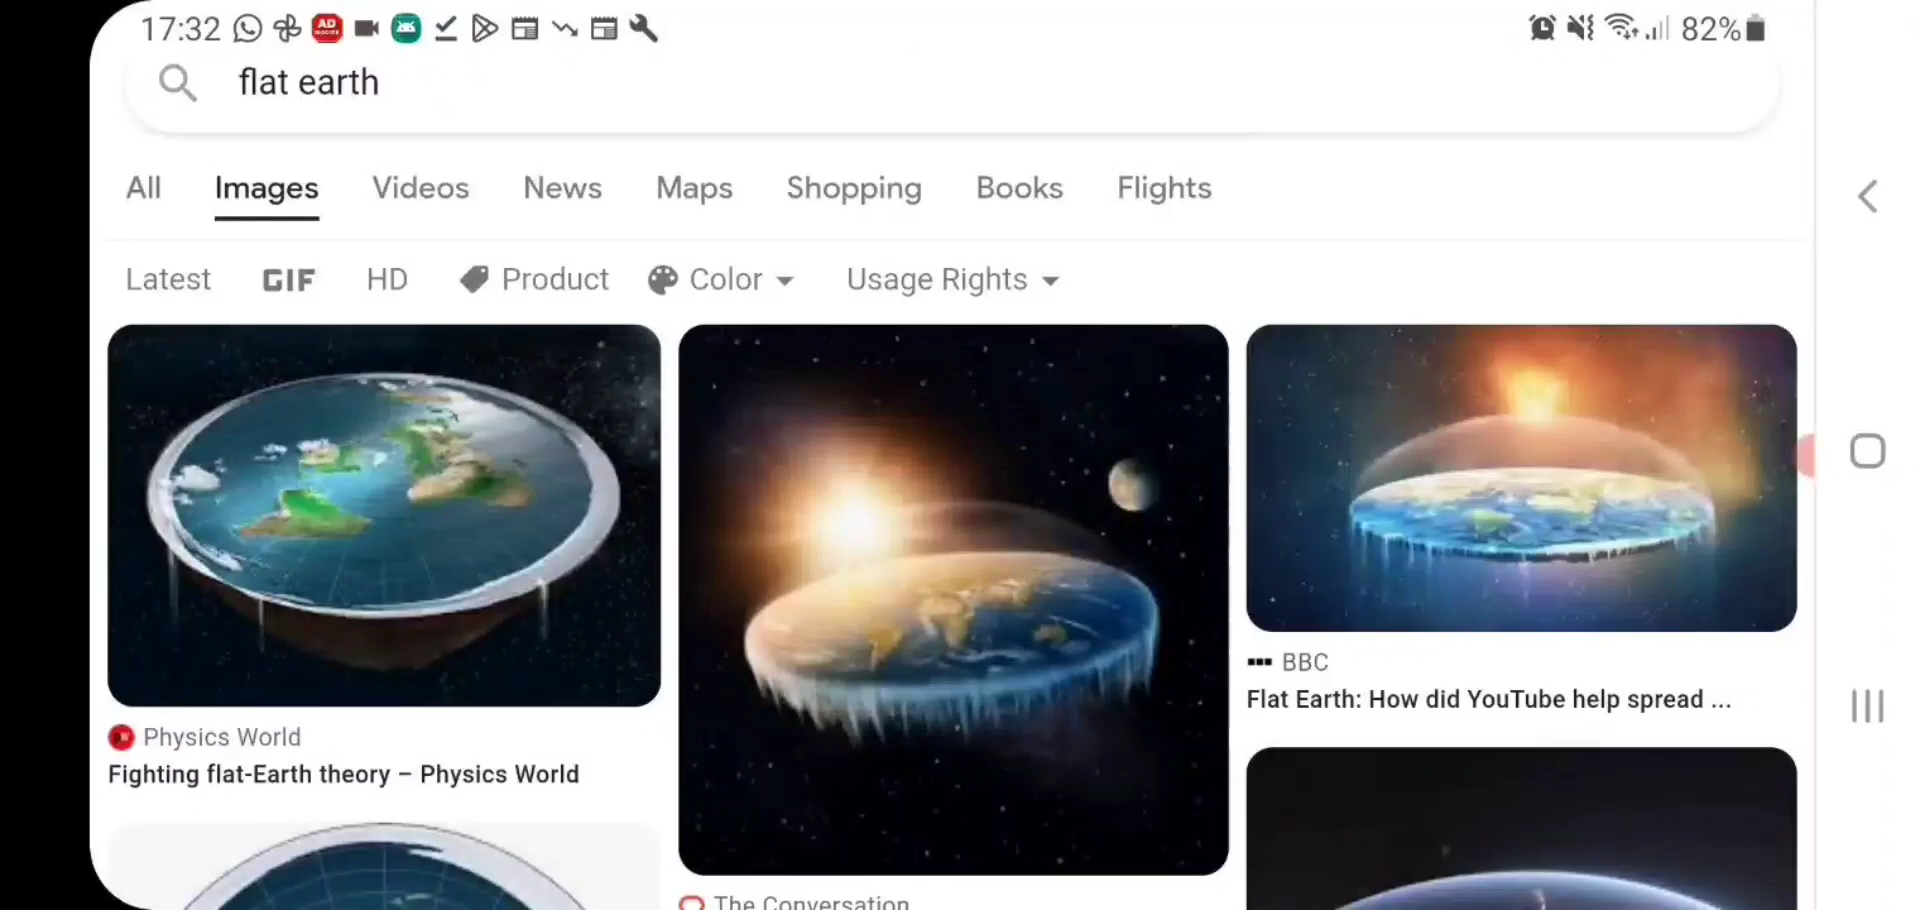 17:32
82%
flat earth
All Images Videos News Maps Shopping Books Flights
Latest GIF HD Product Color Usage Rights
BBC
Flat Earth: How did YouTube help spread ...
Physics World
Fighting flat-Earth theory – Physics World
The Conversation